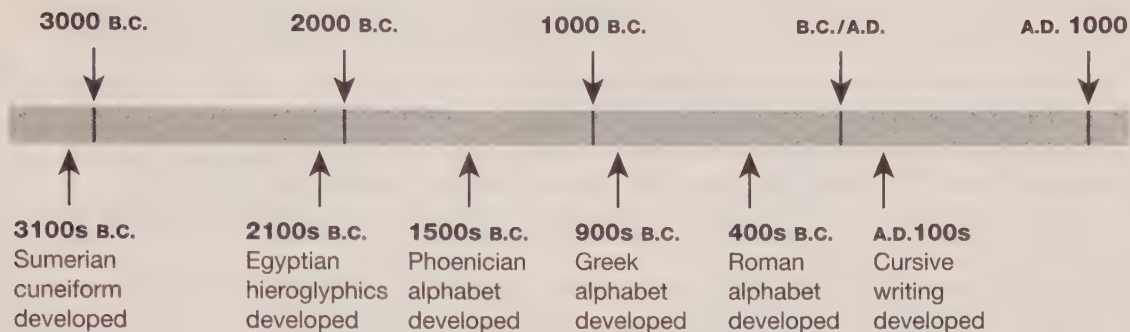 3000 B.C. 2000 B.C. 1000 B.C. B.C./A.D. A.D. 1000
3100s B.C. 2100s B.C. 1500s B.C. 900s B.C. 400s B.C. A.D.100s
Sumerian Egyptian Phoenician Greek Roman Cursive
cuneiform hieroglyphics alphabet alphabet alphabet writing
developed developed developed developed developed developed